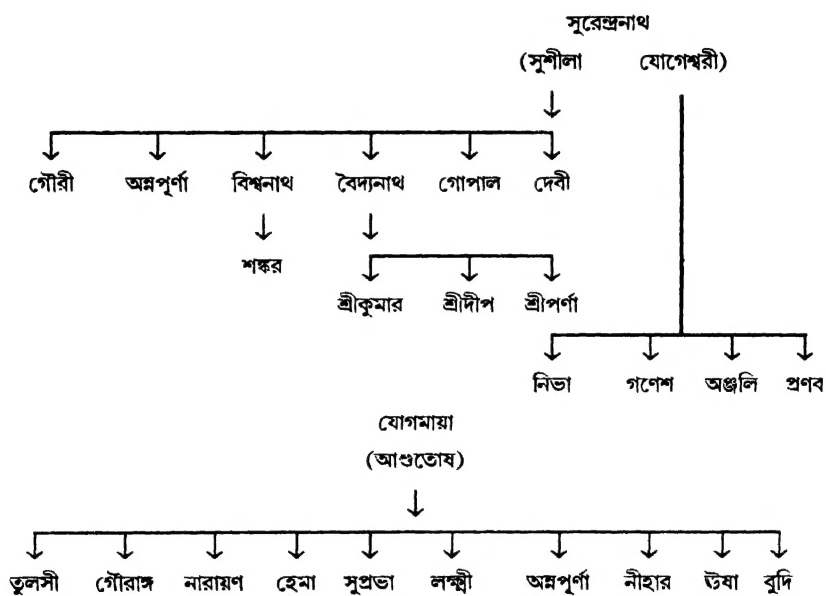 সুরেন্দ্রনাথ
(সুশীলা যোগেশ্বরী)
গৌরী অন্নপূর্ণা বিশ্বনাথ বৈদ্যনাথ গোপাল দেবী
শঙ্কর
শ্রীকুমার শ্রীদীপ শ্রীপর্ণা
নিভা গণেশ অঞ্জলি প্রণব
যোগমায়া
(আশুতোষ)
তুলসী গৌরাঙ্গ নারায়ণ হেমা সুপ্রভা লক্ষ্মী অন্নপূর্ণা নীহার ঊষা বুদি